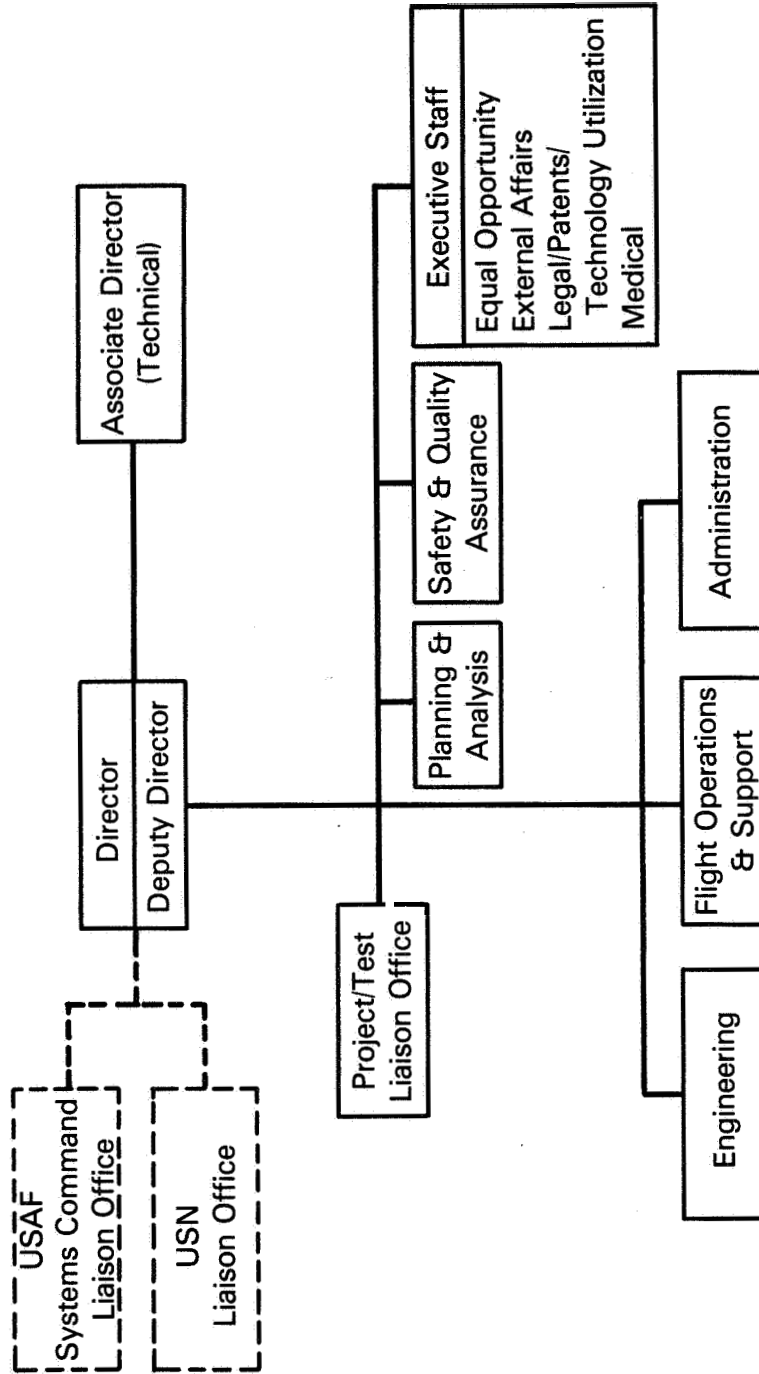 USAF
Systems Command
Liaison Office
USN
Liaison Office
Director
Deputy Director
Associate Director
(Technical)
Project/Test
Liaison Office
Planning &
Analysis
Safety & Quality
Assurance
Executive Staff
Equal Opportunity
External Affairs
Legal/Patents/
Technology Utilization
Medical
Engineering
Flight Operations
& Support
Administration